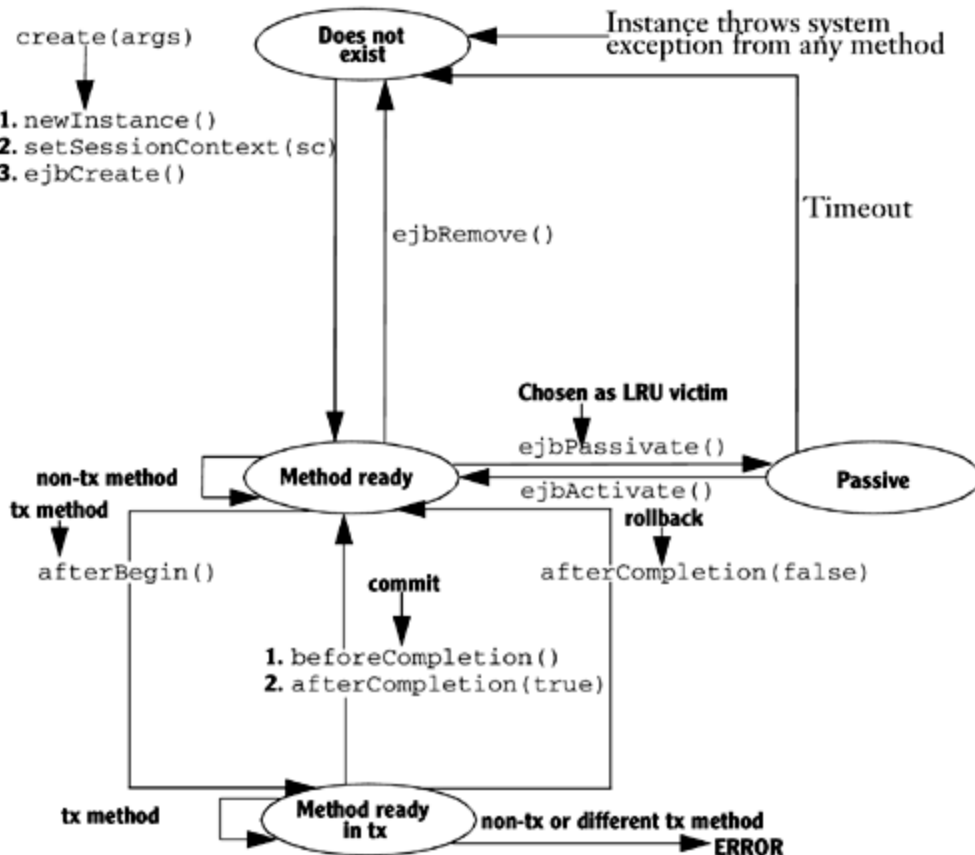 create(args)
Does not
exist
Instance throws system
exception from any method
1. newInstance()
2. setSessionContext(sc)
3. ejbCreate()
Timeout
ejbRemove()
Chosen as LRU victim
ejbPassivate()
non-tx method
Method ready
ejbActivate()
Passive
tx method
rollback
afterBegin()
afterCompletion(false)
commit
1. beforeCompletion()
2. afterCompletion(true)
tx method
Method ready
in tx
non-tx or different tx method
ERROR